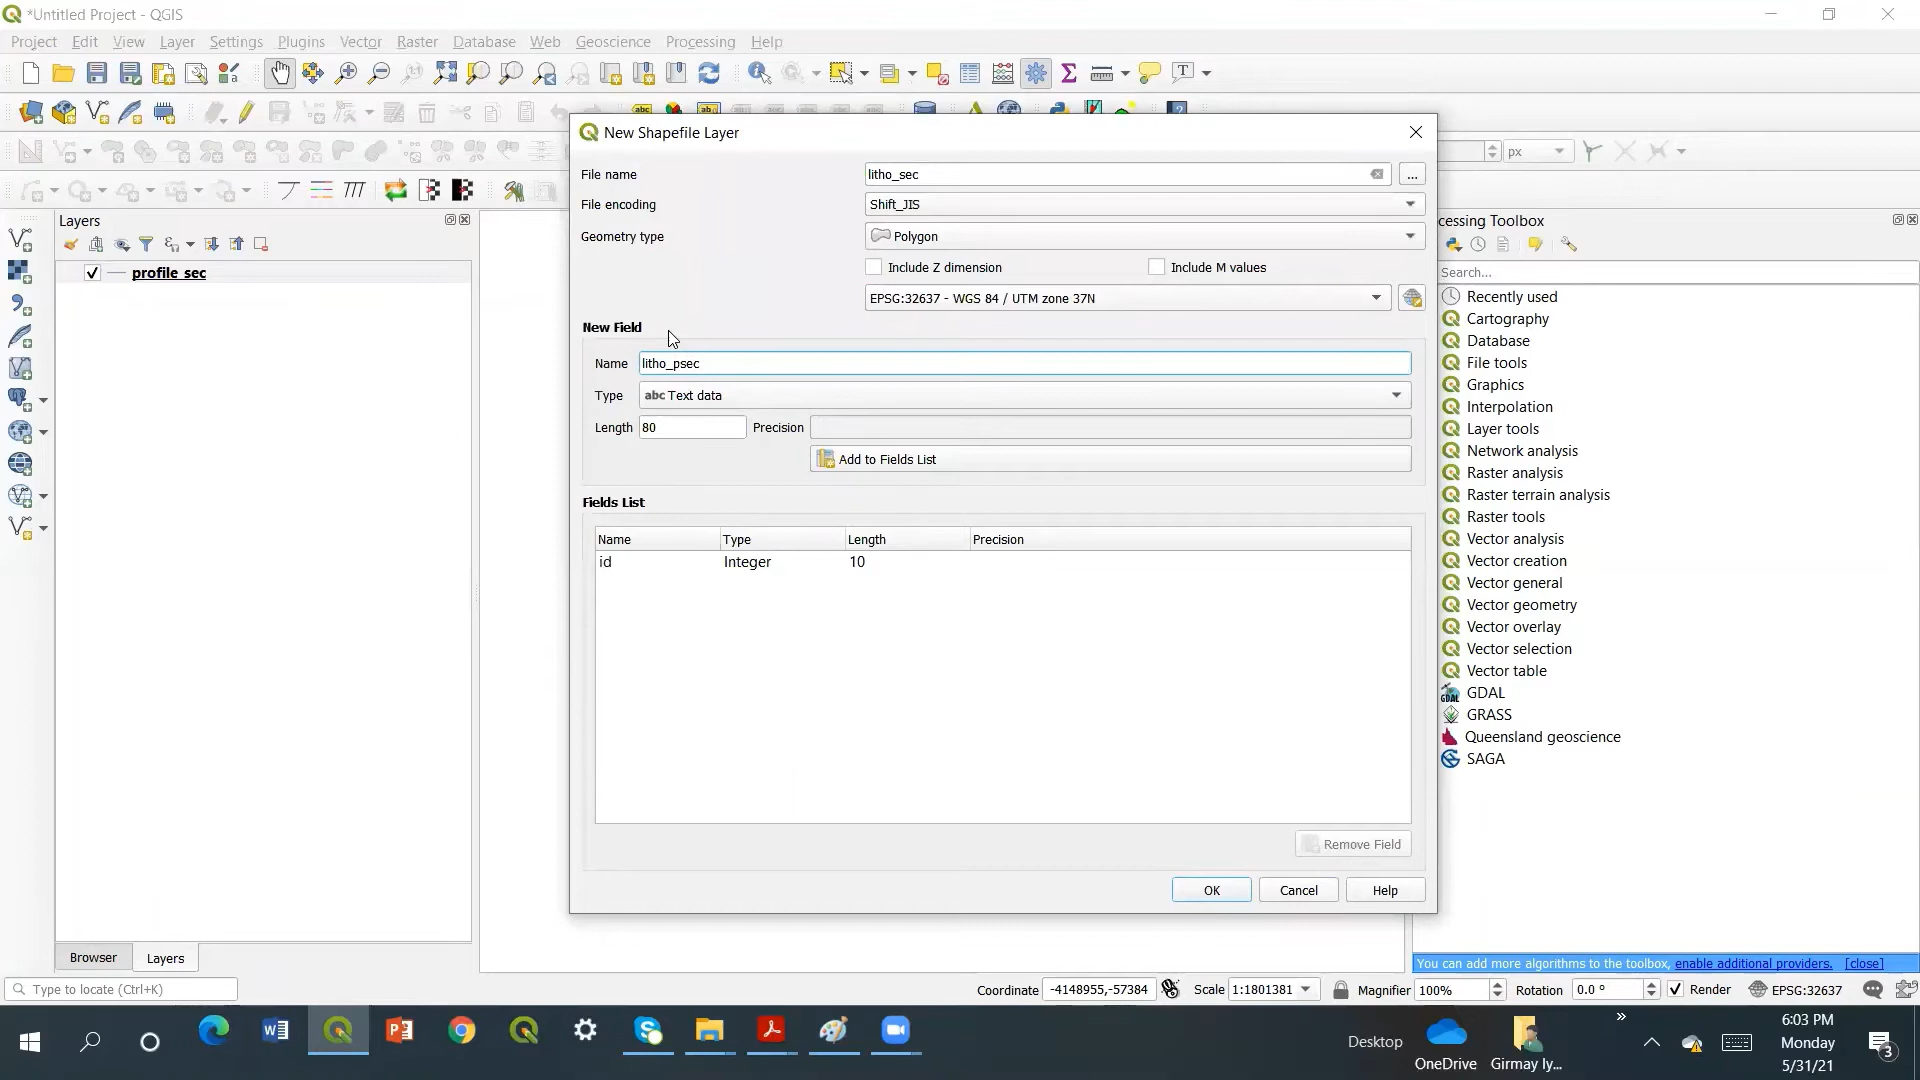 *Untitled Project - QGIS
Project Edit View Layer Settings Plugins Vector Raster Database Web Geoscience Processing Help
New Shapefile Layer
File name litho_sec ...
File encoding Shift_JIS
Geometry type Polygon
Include Z dimension Include M values
EPSG:32637 - WGS 84 / UTM zone 37N
New Field
Name litho_psec
Type abc Text data
Length 80 Precision
Add to Fields List
Fields List
Name Type Length Precision
id Integer 10
Remove Field
OK Cancel Help
px
Layers
profile_sec
Browser Layers
cessing Toolbox
Search...
Recently used
Cartography
Database
File tools
Graphics
Interpolation
Layer tools
Network analysis
Raster analysis
Raster terrain analysis
Raster tools
Vector analysis
Vector creation
Vector general
Vector geometry
Vector overlay
Vector selection
Vector table
GDAL
GRASS
Queensland geoscience
SAGA
You can add more algorithms to the toolbox, enable additional providers. [close]
Type to locate (Ctrl+K)
Coordinate -4148955,-57384 Scale 1:1801381 Magnifier 100% Rotation 0.0 ° Render EPSG:32637
Desktop OneDrive Girmay ly...
6:03 PM
Monday
5/31/21
3